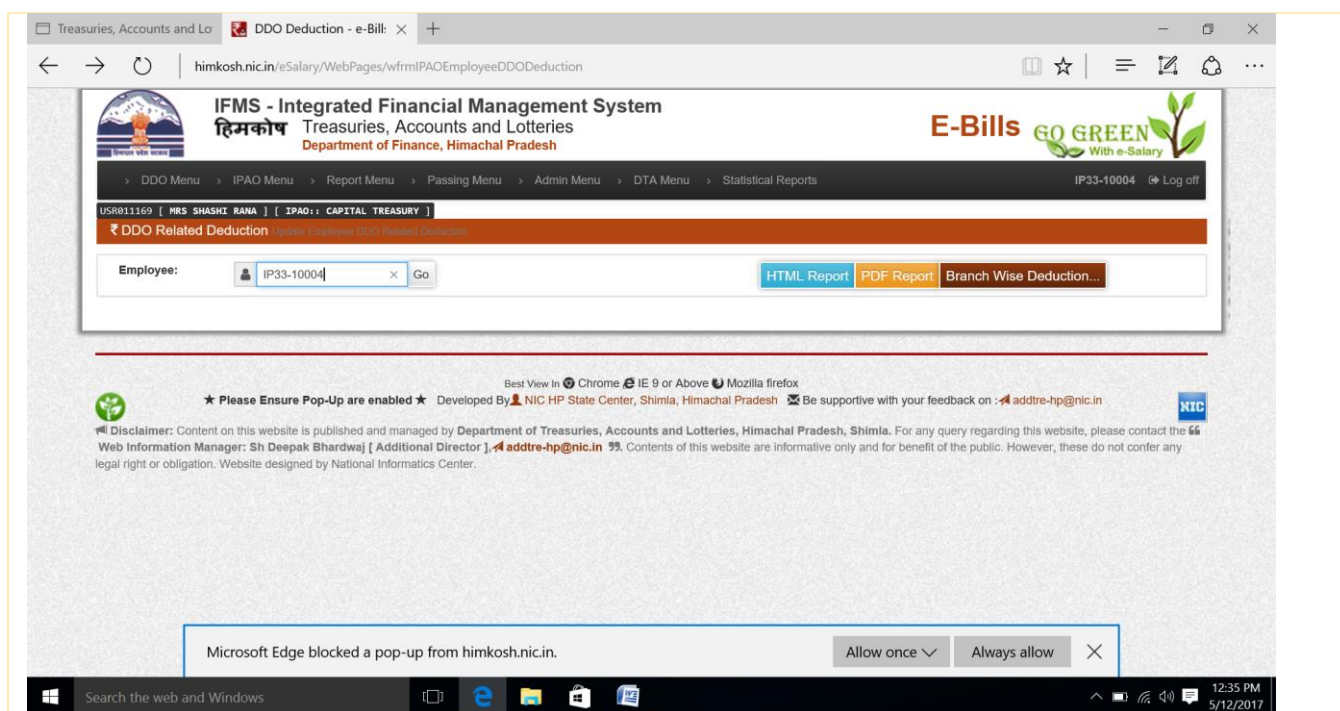 Treasuries, Accounts and Lo
DDO Deduction - e-Bill:
himkosh.nic.in/eSalary/WebPages/wfrmIPAOEmployeeDDODeduction
IFMS - Integrated Financial Management System
हिमकोष Treasuries, Accounts and Lotteries
Department of Finance, Himachal Pradesh
E-Bills
GO GREEN
With e-Salary
> DDO Menu > IPAO Menu > Report Menu > Passing Menu > Admin Menu > DTA Menu > Statistical Reports IP33-10004 Log off
USR011169 [ MRS SHASHI RANA ] [ IPAO:: CAPITAL TREASURY ]
₹ DDO Related Deduction Update Employee DDO Related Deduction
Employee: IP33-10004 × Go HTML Report PDF Report Branch Wise Deduction...
Best View In Chrome IE 9 or Above Mozilla firefox
★ Please Ensure Pop-Up are enabled ★ Developed By NIC HP State Center, Shimla, Himachal Pradesh Be supportive with your feedback on : addtre-hp@nic.in
NIC
Disclaimer: Content on this website is published and managed by Department of Treasuries, Accounts and Lotteries, Himachal Pradesh, Shimla. For any query regarding this website, please contact the “
Web Information Manager: Sh Deepak Bhardwaj [ Additional Director ], addtre-hp@nic.in ”. Contents of this website are informative only and for benefit of the public. However, these do not confer any
legal right or obligation. Website designed by National Informatics Center.
Microsoft Edge blocked a pop-up from himkosh.nic.in. Allow once Always allow
Search the web and Windows
12:35 PM
5/12/2017